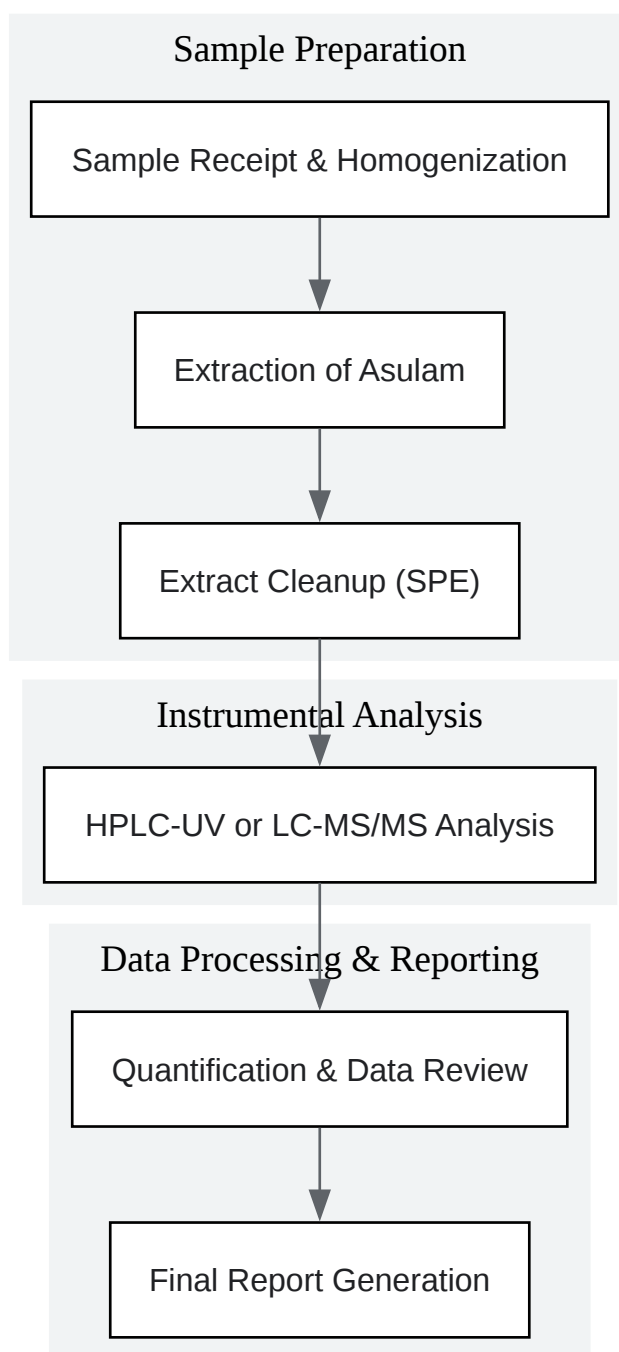 Sample Preparation
Sample Receipt & Homogenization
Extraction of Asulam
Extract Cleanup (SPE)
Instrumental Analysis
HPLC-UV or LC-MS/MS Analysis
Data Processing & Reporting
Quantification & Data Review
Final Report Generation